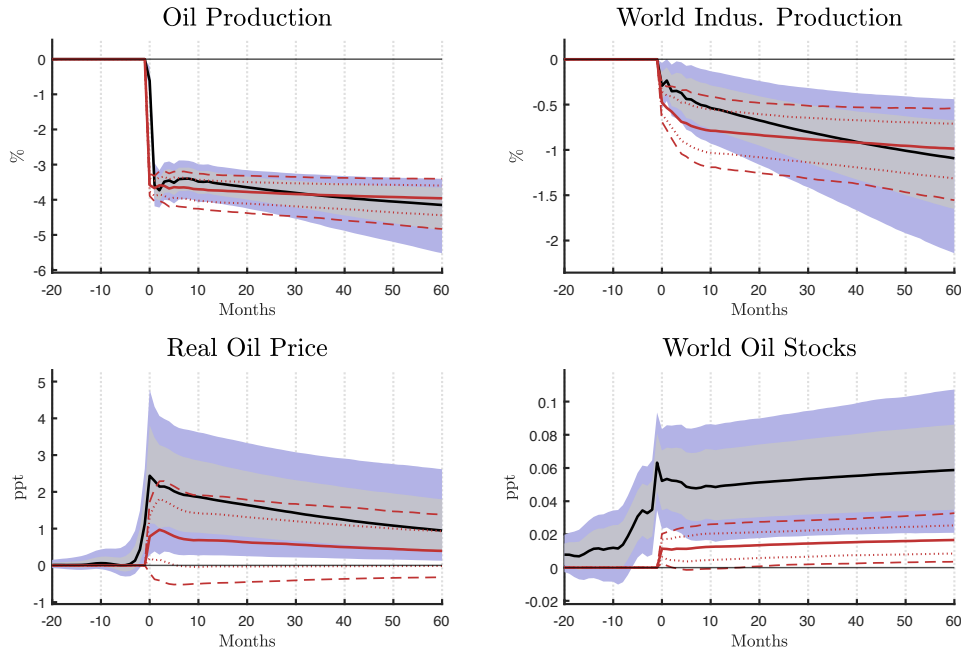 Oil Production
World Indus. Production
0
-1
-2
-3
-4
-5
-6
%
-20 -10 0 10 20 30 40 50 60
Months
0
-0.5
-1
-1.5
-2
%
-20 -10 0 10 20 30 40 50 60
Months
Real Oil Price
World Oil Stocks
5
4
3
2
1
0
-1
ppt
-20 -10 0 10 20 30 40 50 60
Months
0.1
0.08
0.06
0.04
0.02
0
-0.02
ppt
-20 -10 0 10 20 30 40 50 60
Months